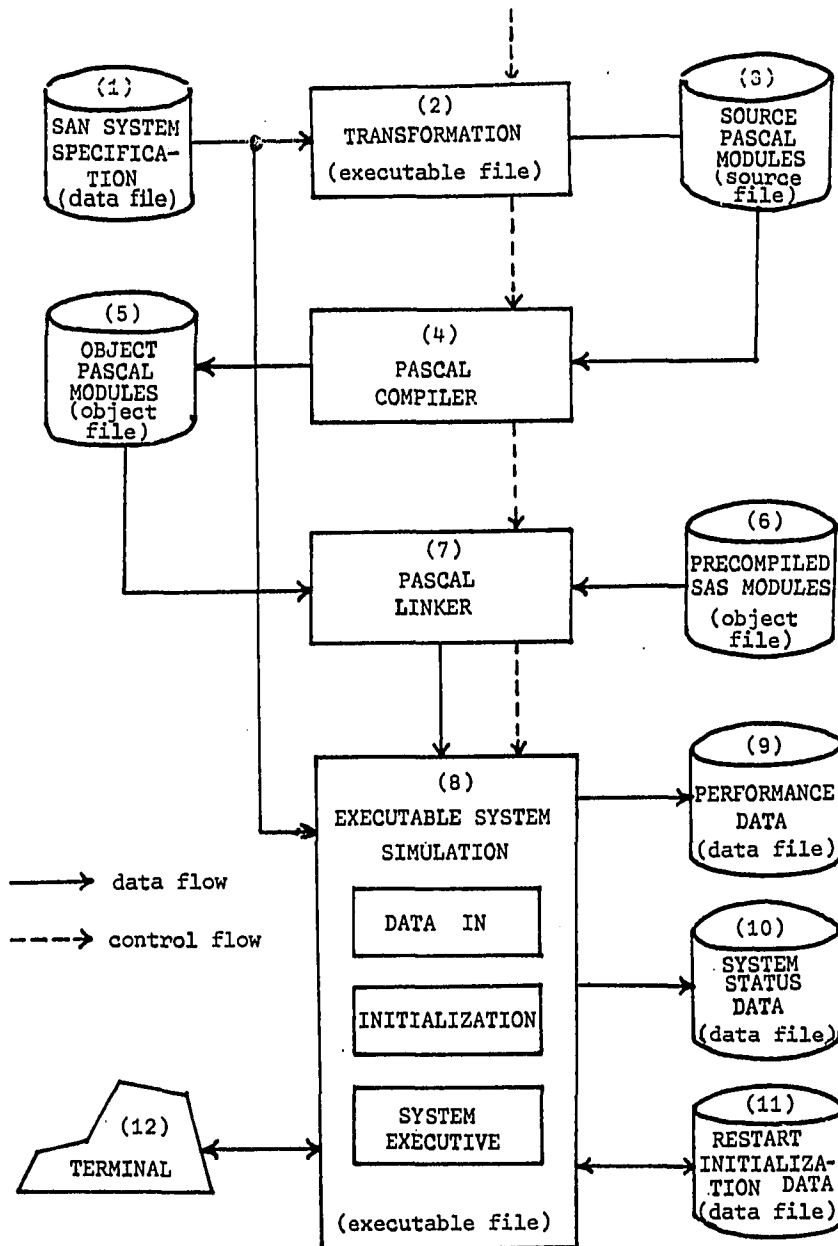 (1)
SAN SYSTEM
SPECIFICA-
TION
(data file)
(2)
TRANSFORMATION
(executable file)
(3)
SOURCE
PASCAL
MODULES
(source
file)
(5)
OBJECT
PASCAL
MODULES
(object
file)
(4)
PASCAL
COMPILER
(7)
PASCAL
LINKER
(6)
PRECOMPILED
SAS MODULES
(object
file)
(8)
EXECUTABLE SYSTEM
SIMULATION
DATA IN
INITIALIZATION
SYSTEM
EXECUTIVE
(executable file)
(9)
PERFORMANCE
DATA
(data file)
data flow
control flow
(10)
SYSTEM
STATUS
DATA
(data file)
(12)
TERMINAL
(11)
RESTART
INITIALIZA-
TION DATA
(data file)